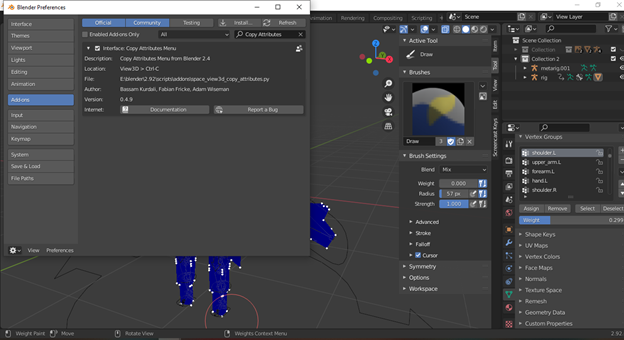 Blender Preferences
Interface
Themes
Viewport
Lights
Editing
Animation
Add-ons
Input
Navigation
Keymap
System
Save & Load
File Paths
View Preferences
Official Community Testing Install... Refresh
Enabled Add-ons Only All Copy Attributes
Interface: Copy Attributes Menu
Description: Copy Attributes Menu from Blender 2.4
Location: View3D > Ctrl-C
File: E:\blender\2.92\scripts\addons\space_view3d_copy_attributes.py
Author: Bassam Kurdali, Fabian Fricke, Adam Wiseman
Version: 0.4.9
Internet: Documentation Report a Bug
Rendering Compositing Scripting
Scene
View Layer
Options
Active Tool
Draw
Brushes
Draw 3
Brush Settings
Blend Mix
Weight 0.000
Radius 57 px
Strength 1.000
Advanced
Stroke
Falloff
Cursor
Symmetry
Options
Workspace
Item
Tool
View
Edit
Screencast Keys
Scene Collection
Collection
Collection 2
metarig.001
rig
Vertex Groups
shoulder.L
upper_arm.L
forearm.L
hand.L
shoulder.R
Assign Remove Select Deselect
Weight 0.299
Shape Keys
UV Maps
Vertex Colors
Face Maps
Normals
Texture Space
Remesh
Geometry Data
Custom Properties
Weight Paint Move Rotate View Weights Context Menu 2.92